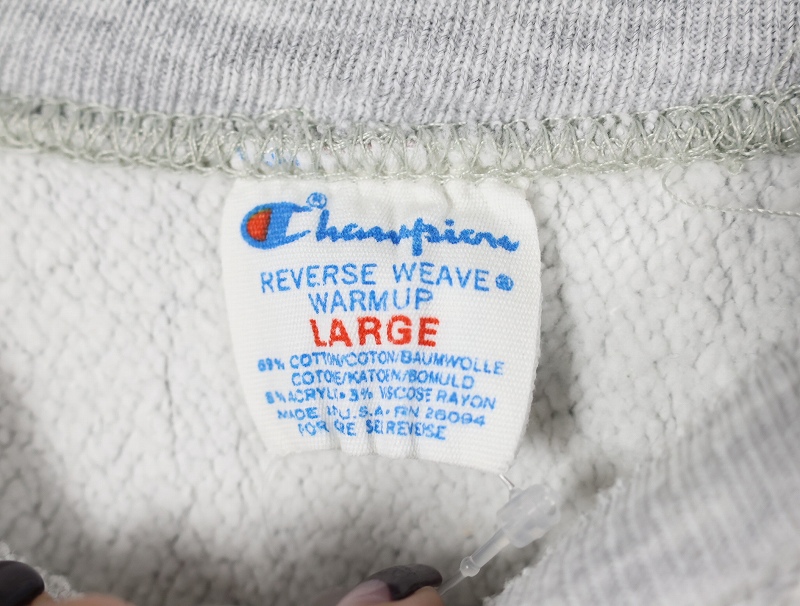 Champion®
REVERSE WEAVE®
WARMUP
LARGE
89% COTTON/COTON/BAUMWOLLE
COTONE/KATOEN/BOMULD
8% ACRYLIC 3% VISCOSE RAYON
MADE IN U.S.A. RN 26094
FOR CARE SEE REVERSE